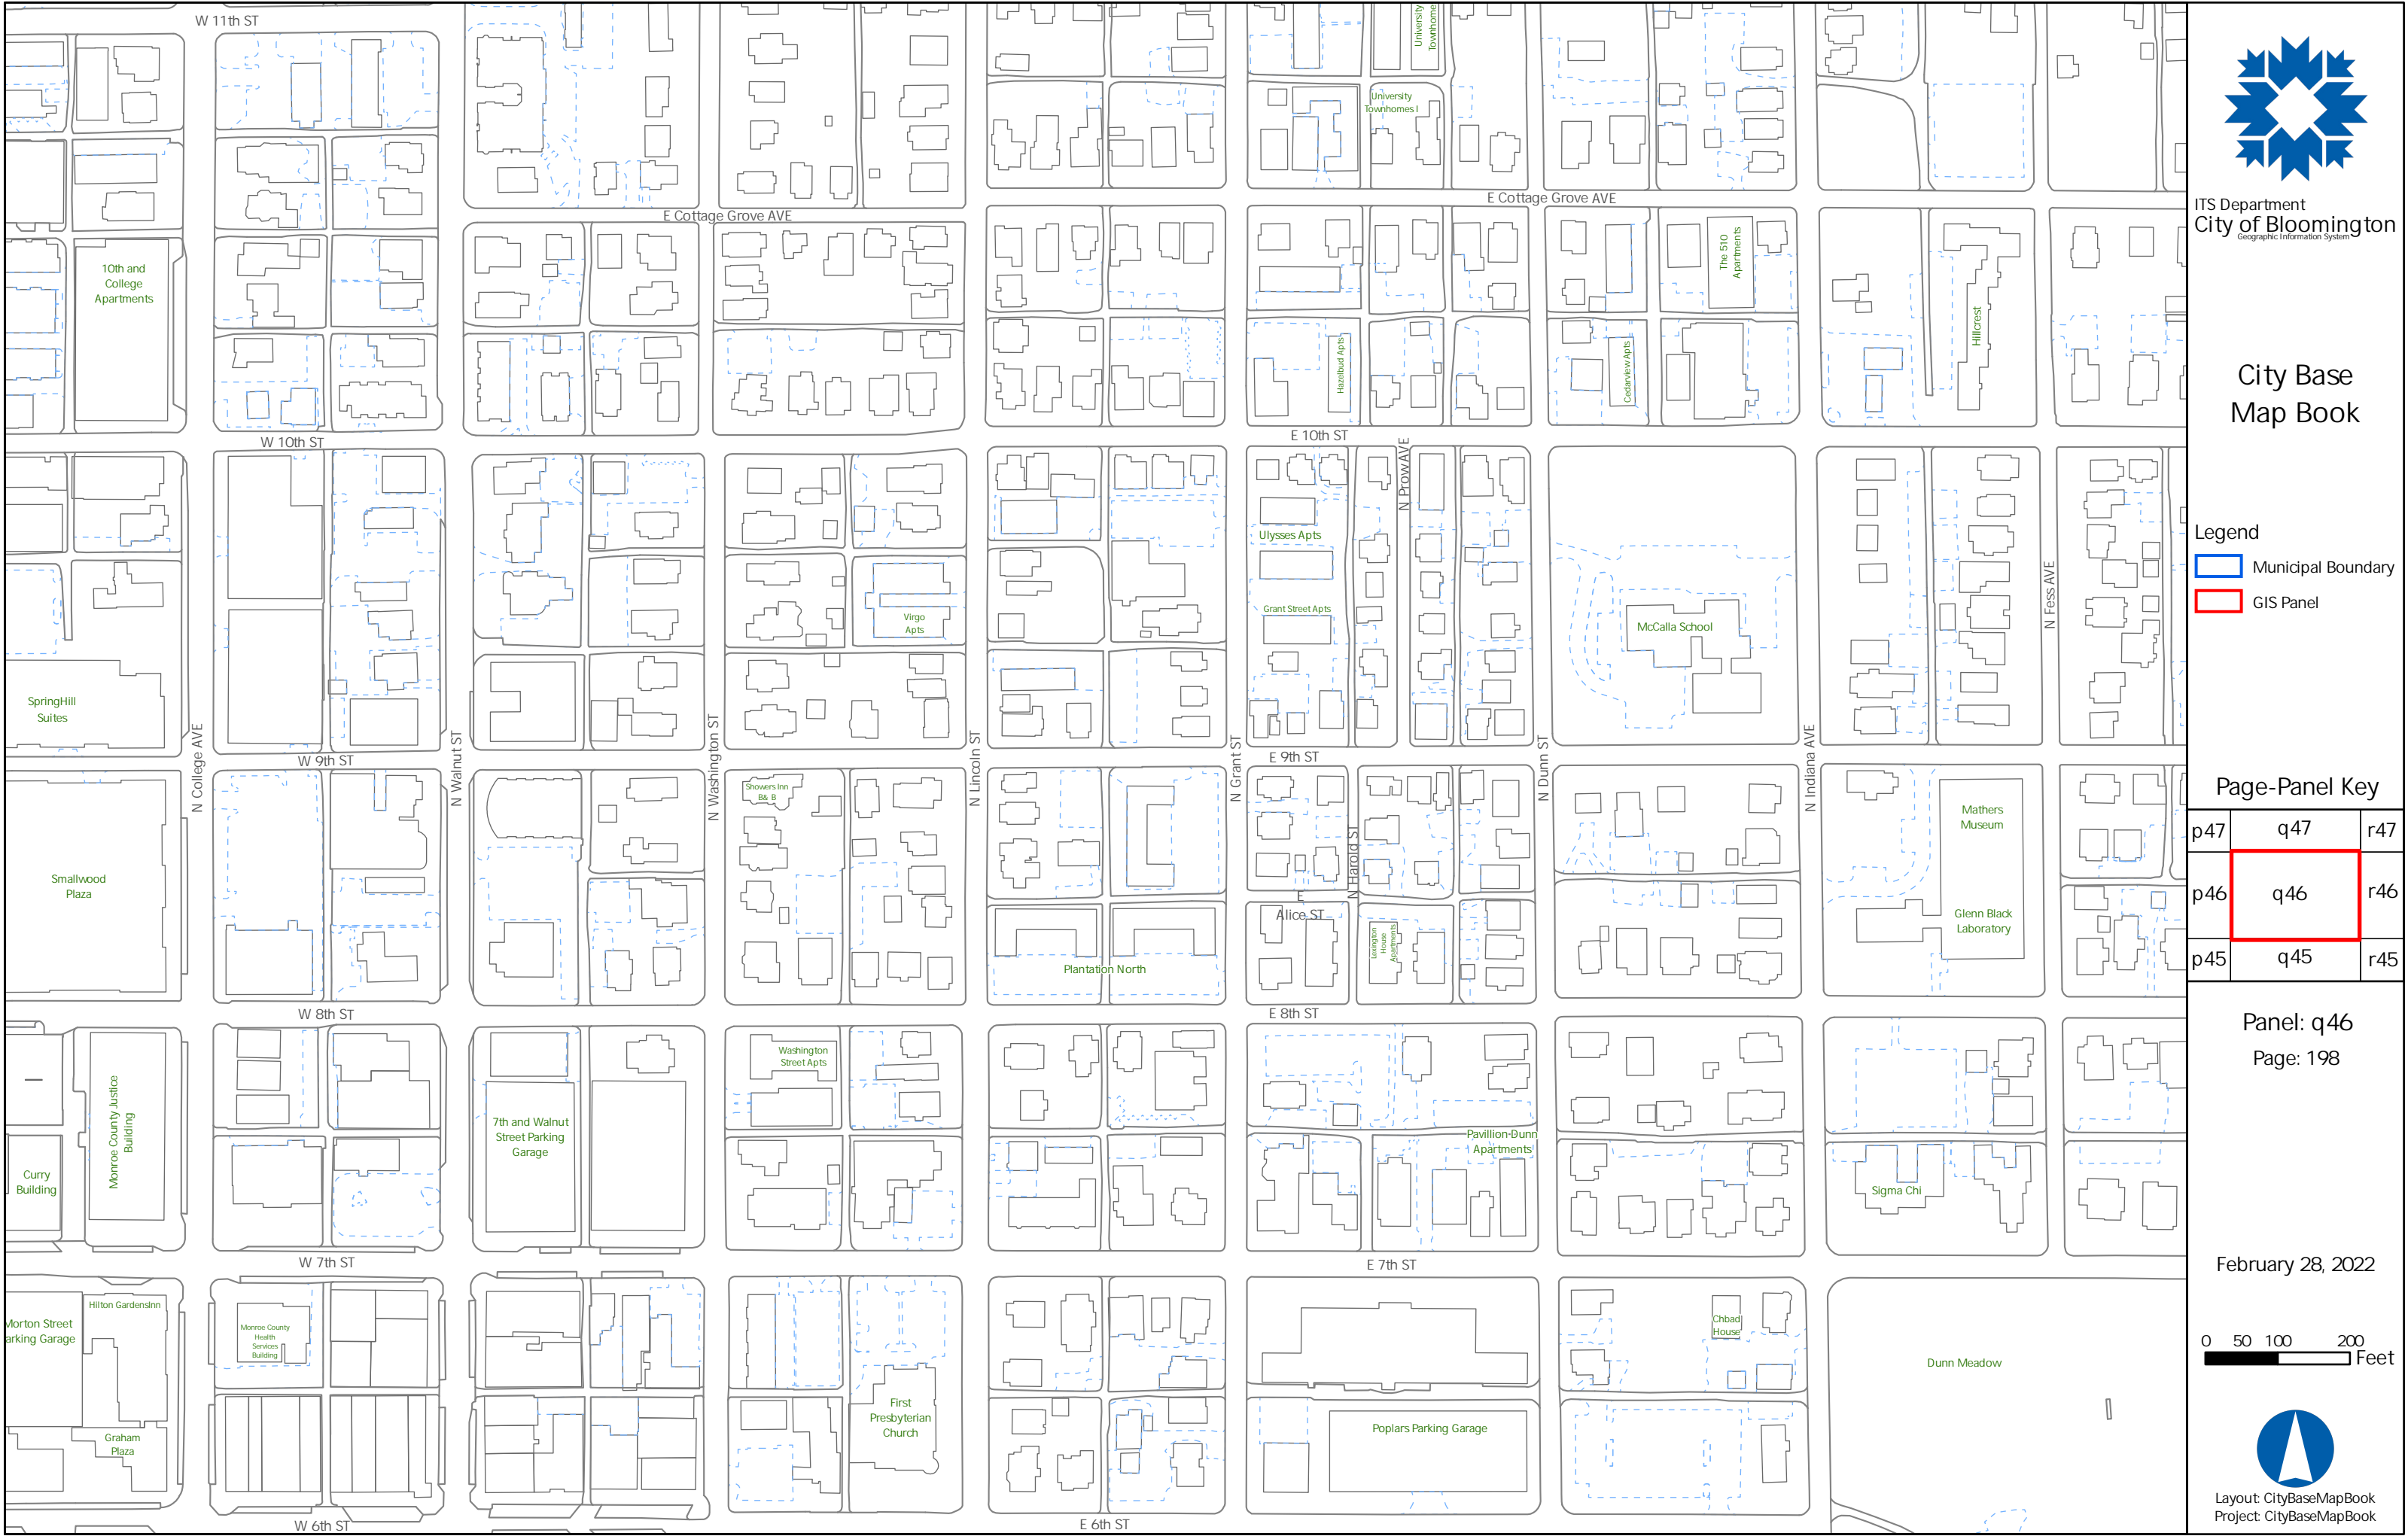 W 11th ST
University
Townhome
University
Townhomes I
E Cottage Grove AVE
E Cottage Grove AVE
10th and
College
Apartments
The 510
Apartments
Hillcrest
Hazelbud Apts
Cedarview Apts
W 10th ST
E 10th ST
N Prow AVE
Ulysses Apts
Grant Street Apts
Virgo
Apts
McCalla School
N Fess AVE
SpringHill
Suites
N College AVE
N Walnut ST
N Washington ST
N Lincoln ST
N Grant ST
N Dunn ST
N Indiana AVE
W 9th ST
E 9th ST
Showers Inn
B& B
Mathers
Museum
Smallwood
Plaza
N Harold ST
E
Alice ST
Lexington
House
Apartments
Glenn Black
Laboratory
Plantation North
W 8th ST
E 8th ST
Washington
Street Apts
Monroe County Justice
Building
7th and Walnut
Street Parking
Garage
Pavillion-Dunn
Apartments
Curry
Building
Sigma Chi
W 7th ST
E 7th ST
Hilton GardensInn
Morton Street
arking Garage
Monroe County
Health
Services
Building
Chbad
House
Dunn Meadow
First
Presbyterian
Church
Poplars Parking Garage
Graham
Plaza
W 6th ST
E 6th ST
ITS Department
City of Bloomington
Geographic Information System
City Base
Map Book
Legend
Municipal Boundary
GIS Panel
Page-Panel Key
p47 q47 r47
p46 q46 r46
p45 q45 r45
Panel: q46
Page: 198
February 28, 2022
0 50 100 200
Feet
Layout: CityBaseMapBook
Project: CityBaseMapBook